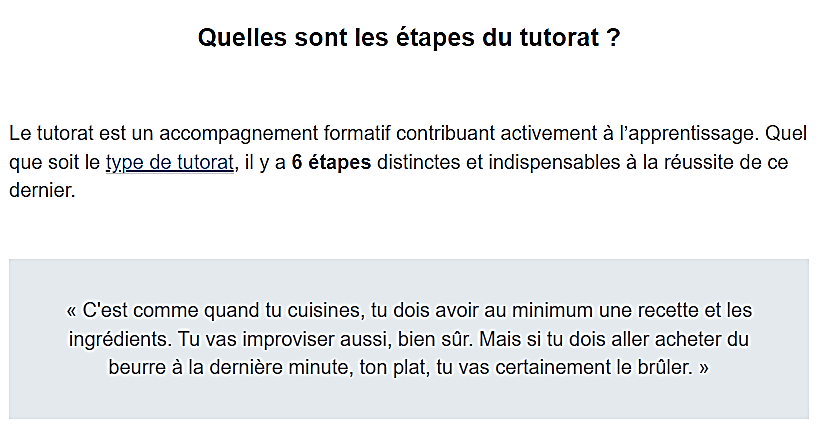 Quelles sont les étapes du tutorat ?
Le tutorat est un accompagnement formatif contribuant activement à l’apprentissage. Quel
que soit le type de tutorat, il y a 6 étapes distinctes et indispensables à la réussite de ce
dernier.
« C'est comme quand tu cuisines, tu dois avoir au minimum une recette et les
ingrédients. Tu vas improviser aussi, bien sûr. Mais si tu dois aller acheter du
beurre à la dernière minute, ton plat, tu vas certainement le brûler. »